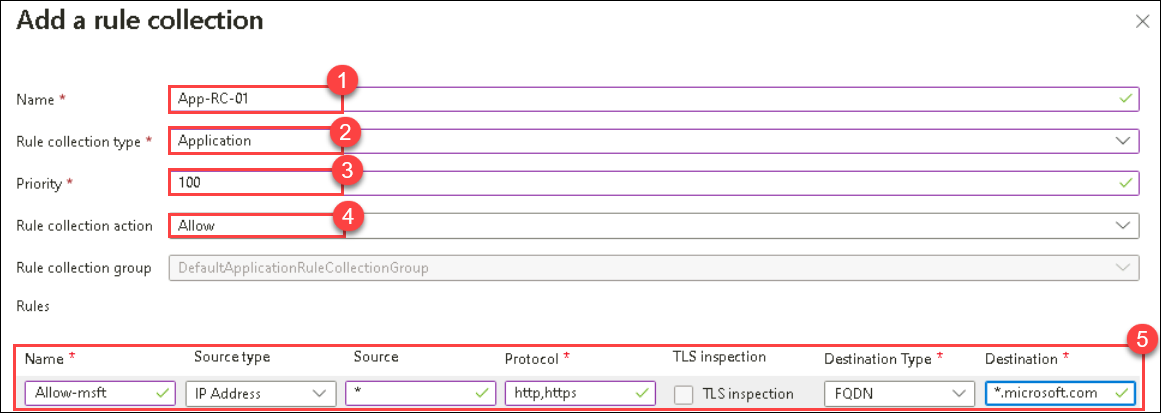 Add a rule collection
1
Name * App-RC-01
2
Rule collection type * Application
3
Priority * 100
4
Rule collection action Allow
Rule collection group DefaultApplicationRuleCollectionGroup
Rules
5
Name * Source type Source Protocol * TLS inspection Destination Type * Destination *
Allow-msft IP Address * http,https TLS inspection FQDN *.microsoft.com